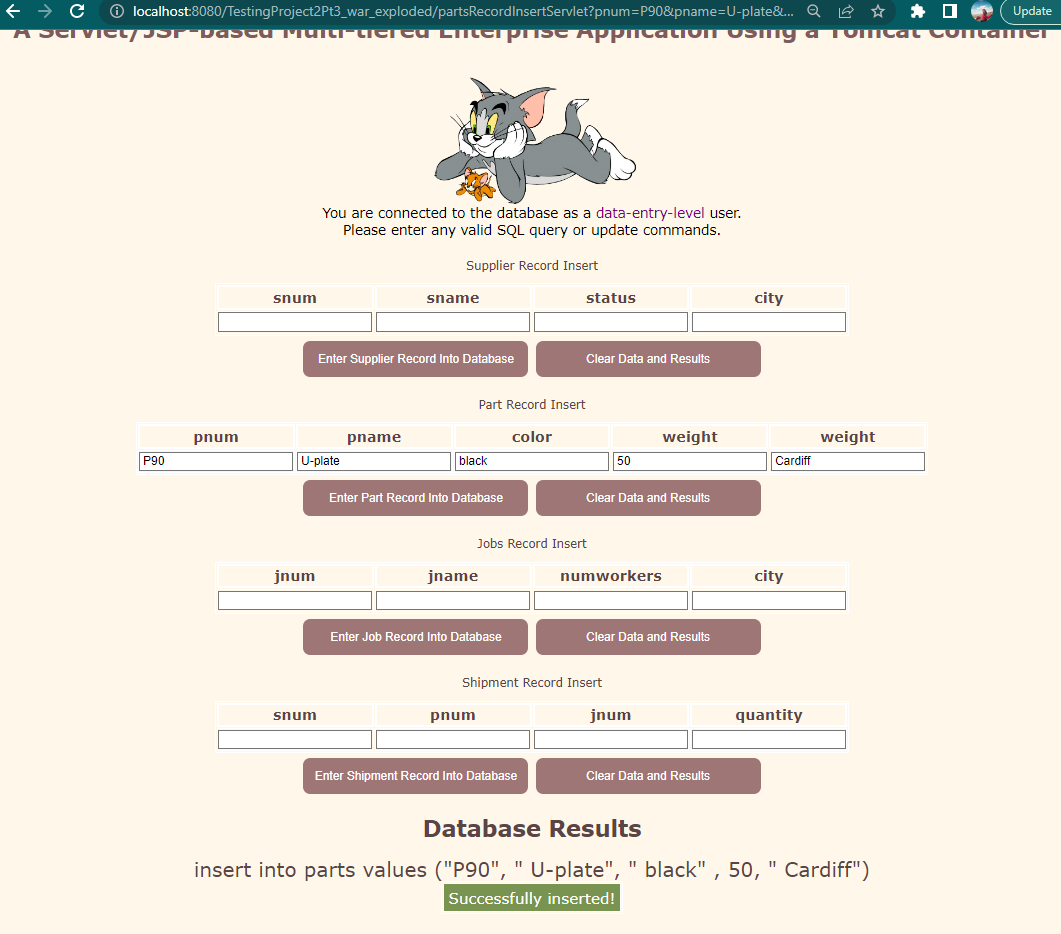 localhost:8080/TestingProject2Pt3_war_exploded/partsRecordInsertServlet?pnum=P90&pname=U-plate&... Update
A Servlet/JSP-based Multi-tiered Enterprise Application Using a Tomcat Container
You are connected to the database as a data-entry-level user.
Please enter any valid SQL query or update commands.
Supplier Record Insert
snum sname status city
Enter Supplier Record Into Database Clear Data and Results
Part Record Insert
pnum pname color weight weight
P90 U-plate black 50 Cardiff
Enter Part Record Into Database Clear Data and Results
Jobs Record Insert
jnum jname numworkers city
Enter Job Record Into Database Clear Data and Results
Shipment Record Insert
snum pnum jnum quantity
Enter Shipment Record Into Database Clear Data and Results
Database Results
insert into parts values ("P90", " U-plate", " black" , 50, " Cardiff")
Successfully inserted!